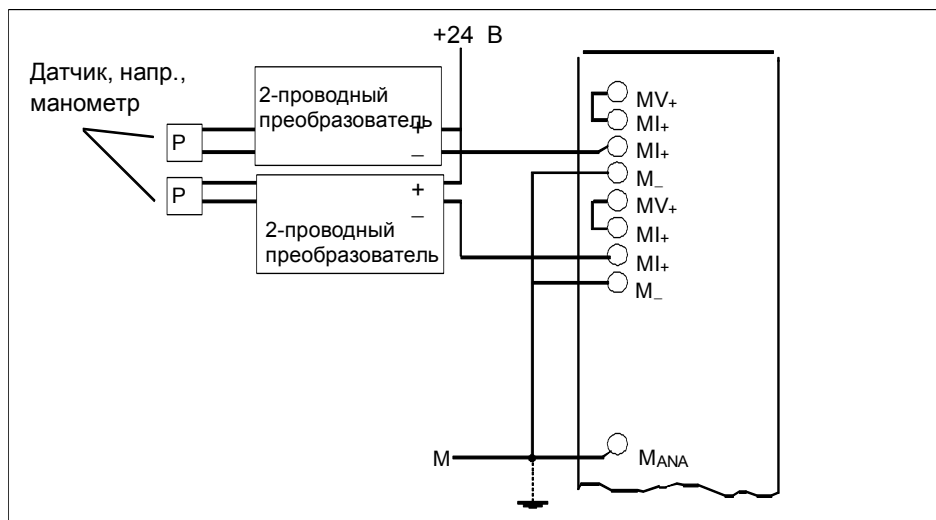 +24 В
Датчик, напр.,
манометр
2-проводный
преобразователь
+
–
P
P
+
–
2-проводный
преобразователь
MV+
MI+
MI+
M–
MV+
MI+
MI+
M–
M
MANA